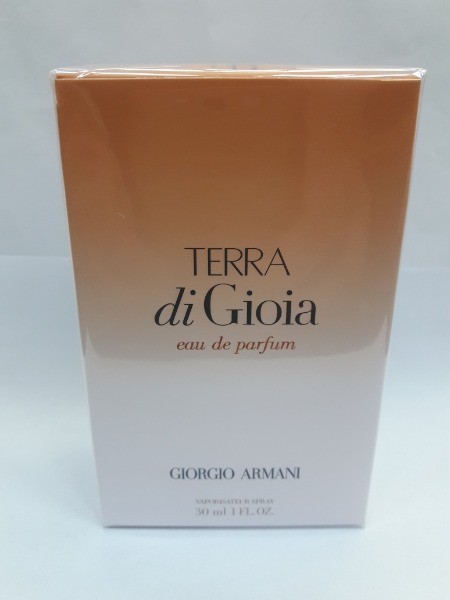 TERRA
di Gioia
eau de parfum
GIORGIO ARMANI
VAPORISATEUR SPRAY
30 ml 1 FL. OZ.